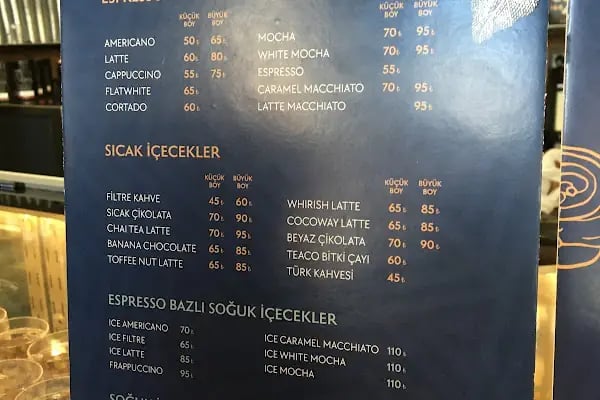 KÜÇÜK BÜYÜK
BOY BOY
AMERICANO 50₺ 65₺
LATTE 60₺ 80₺
CAPPUCCINO 55₺ 75₺
FLATWHITE 65₺
CORTADO 60₺
KÜÇÜK BÜYÜK
BOY BOY
MOCHA 70₺ 95₺
WHITE MOCHA 70₺ 95₺
ESPRESSO 55₺
CARAMEL MACCHIATO 70₺ 95₺
LATTE MACCHIATO 95₺
SICAK İÇECEKLER
KÜÇÜK BÜYÜK
BOY BOY
FİLTRE KAHVE 45₺ 60₺
SICAK ÇİKOLATA 70₺ 90₺
CHAI TEA LATTE 70₺ 95₺
BANANA CHOCOLATE 65₺ 85₺
TOFFEE NUT LATTE 65₺ 85₺
KÜÇÜK BÜYÜK
BOY BOY
WHIRISH LATTE 65₺ 85₺
COCOWAY LATTE 65₺ 85₺
BEYAZ ÇİKOLATA 70₺ 90₺
TEACO BİTKİ ÇAYI 60₺
TÜRK KAHVESİ 45₺
ESPRESSO BAZLI SOĞUK İÇECEKLER
ICE AMERICANO 70₺
ICE FILTRE 65₺
ICE LATTE 85₺
FRAPPUCCINO 95₺
ICE CARAMEL MACCHIATO 110₺
ICE WHITE MOCHA 110₺
ICE MOCHA 110₺